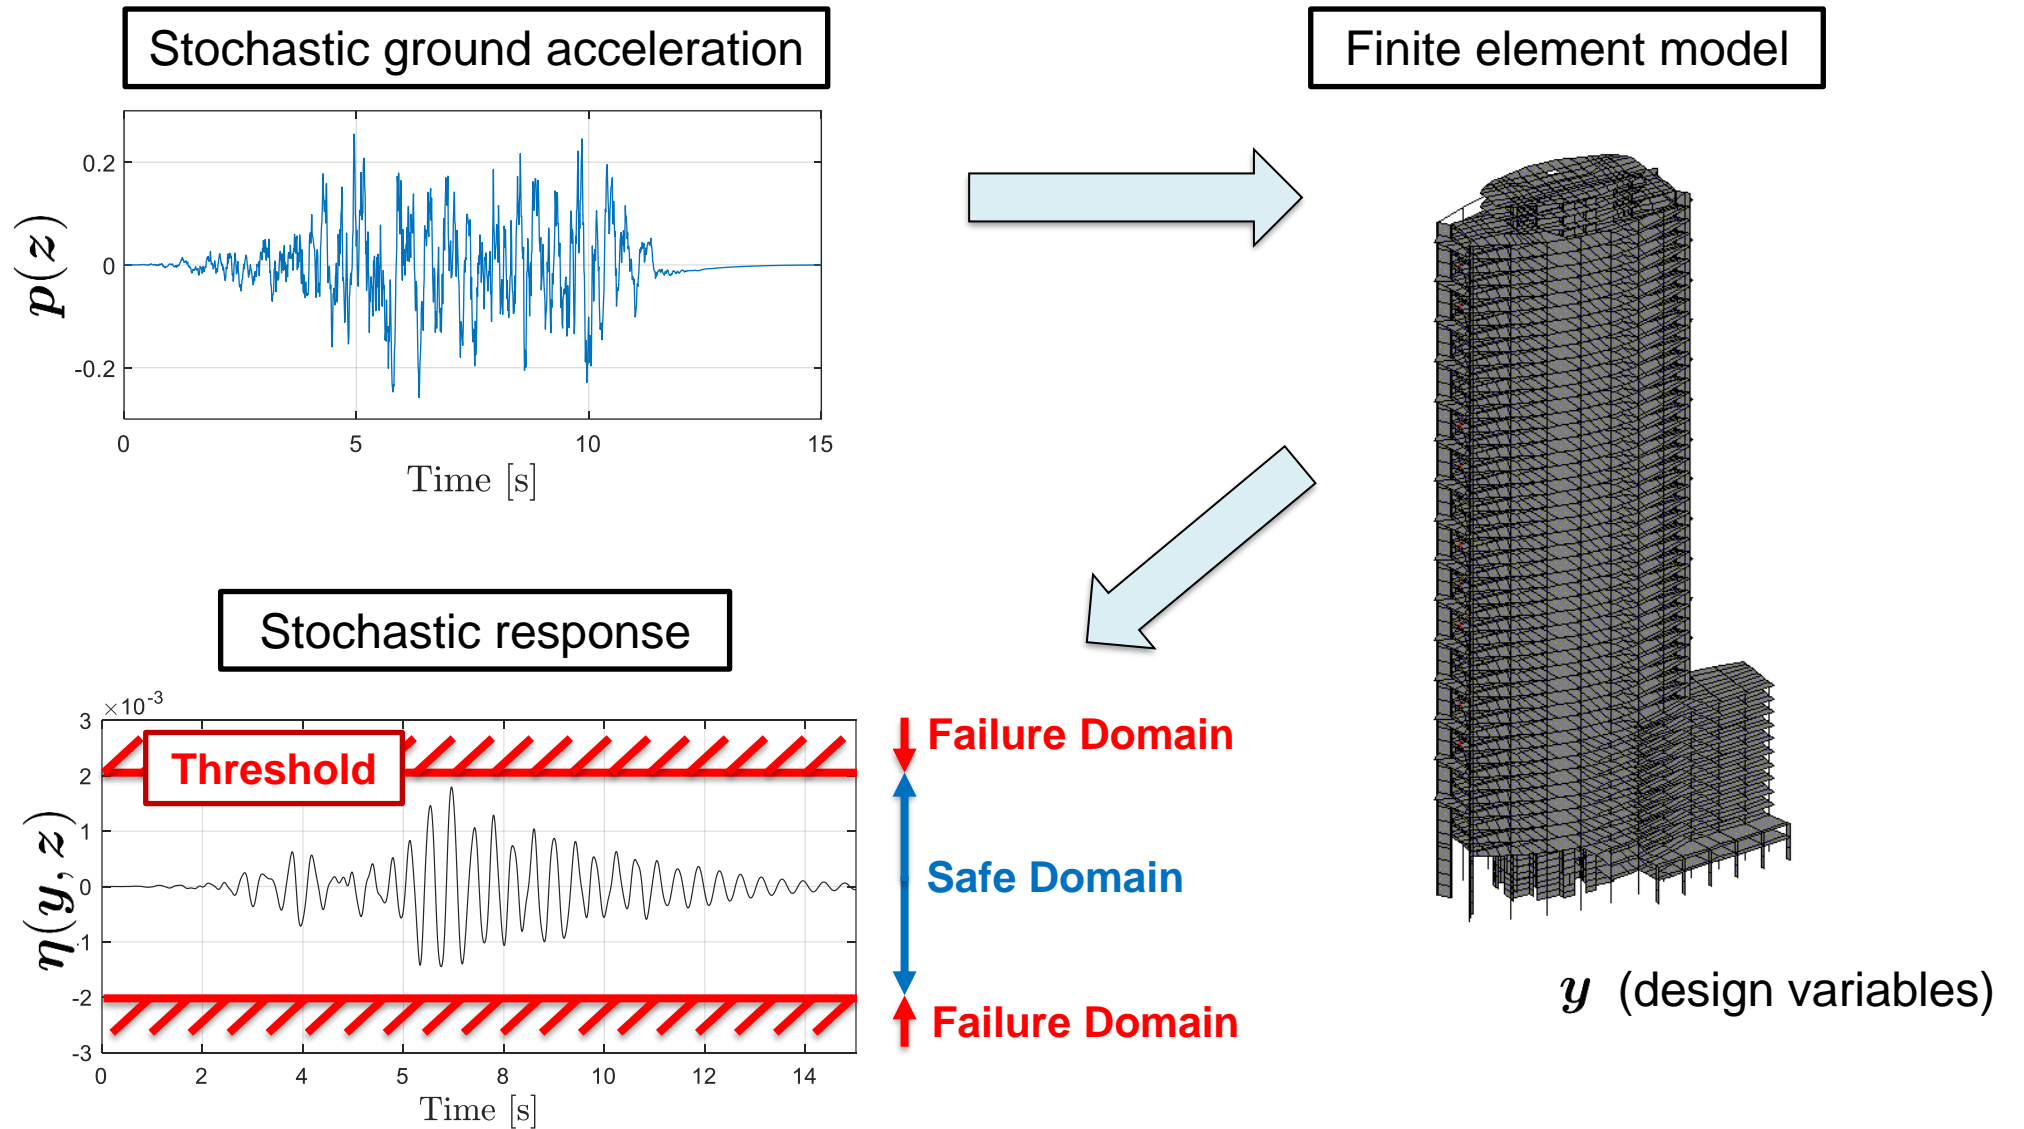 Stochastic ground acceleration
Finite element model
p(z)
0.2
0
-0.2
0 5 10 15
Time [s]
Stochastic response
×10-3
η(y, z)
3
2
1
0
-1
-2
-3
Threshold
0 2 4 5 8 10 12 14
Time [s]
Failure Domain
Safe Domain
Failure Domain
y (design variables)